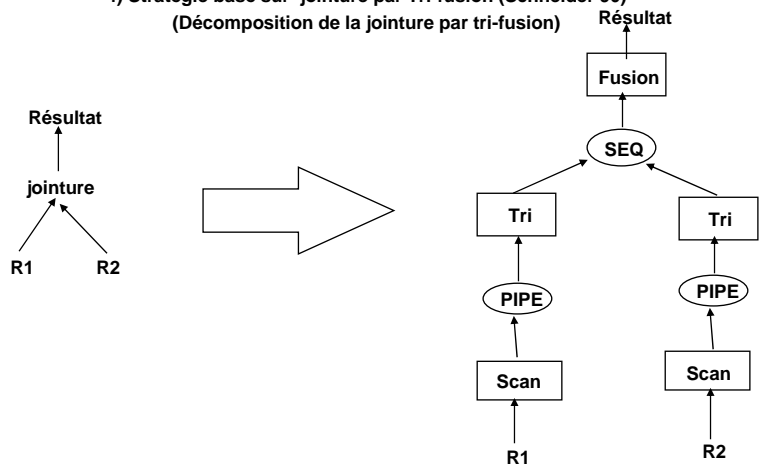 (Décomposition de la jointure par tri-fusion)
Résultat
Fusion
SEQ
Tri
Tri
PIPE
PIPE
Scan
Scan
R1
R2
Résultat
jointure
R1
R2